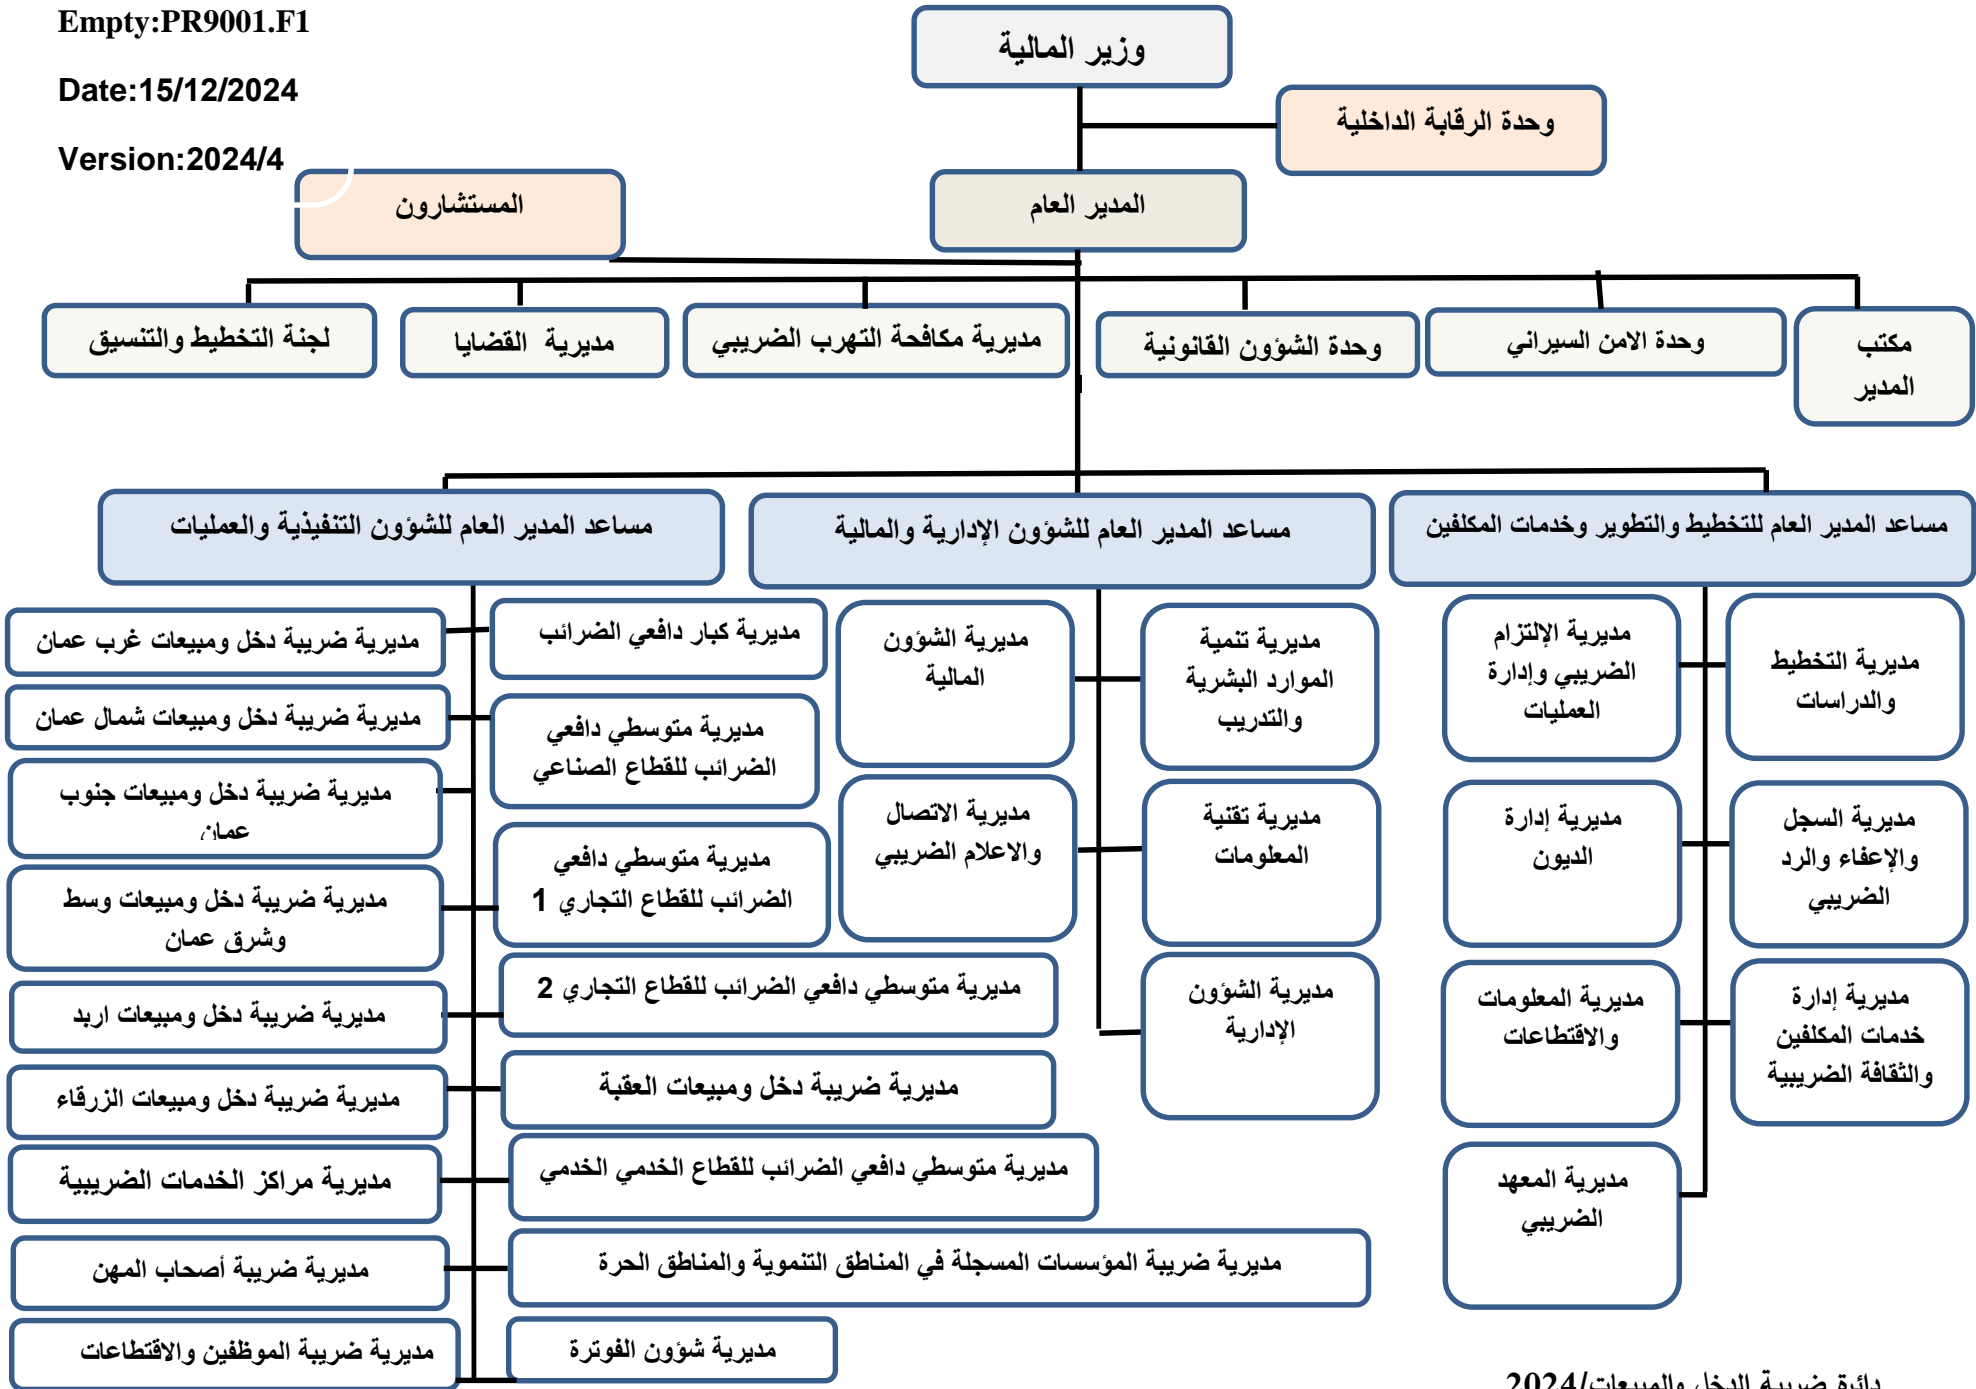 Empty:PR9001.F1
Date:15/12/2024
Version:2024/4
وزير المالية
وحدة الرقابة الداخلية
المدير العام
المستشارون
مكتب
المدير
وحدة الامن السيراني
وحدة الشؤون القانونية
مديرية مكافحة التهرب الضريبي
مديرية القضايا
لجنة التخطيط والتنسيق
مساعد المدير العام للتخطيط والتطوير وخدمات المكلفين
مساعد المدير العام للشؤون الإدارية والمالية
مساعد المدير العام للشؤون التنفيذية والعمليات
مديرية التخطيط
والدراسات
مديرية الإلتزام
الضريبي وإدارة
العمليات
مديرية السجل
والإعفاء والرد
الضريبي
مديرية إدارة
الديون
مديرية إدارة
خدمات المكلفين
والثقافة الضريبية
مديرية المعلومات
والاقتطاعات
مديرية المعهد
الضريبي
مديرية تنمية
الموارد البشرية
والتدريب
مديرية الشؤون
المالية
مديرية تقنية
المعلومات
مديرية الاتصال
والاعلام الضريبي
مديرية الشؤون
الإدارية
مديرية كبار دافعي الضرائب
مديرية ضريبة دخل ومبيعات غرب عمان
مديرية متوسطي دافعي
الضرائب للقطاع الصناعي
مديرية ضريبة دخل ومبيعات شمال عمان
مديرية ضريبة دخل ومبيعات جنوب
عمان
مديرية متوسطي دافعي
الضرائب للقطاع التجاري 1
مديرية ضريبة دخل ومبيعات وسط
وشرق عمان
مديرية متوسطي دافعي الضرائب للقطاع التجاري 2
مديرية ضريبة دخل ومبيعات اربد
مديرية ضريبة دخل ومبيعات العقبة
مديرية ضريبة دخل ومبيعات الزرقاء
مديرية متوسطي دافعي الضرائب للقطاع الخدمي الخدمي
مديرية مراكز الخدمات الضريبية
مديرية ضريبة المؤسسات المسجلة في المناطق التنموية والمناطق الحرة
مديرية ضريبة أصحاب المهن
مديرية شؤون الفوترة
مديرية ضريبة الموظفين والاقتطاعات
دائرة ضريبة الدخل والمبيعات/2024